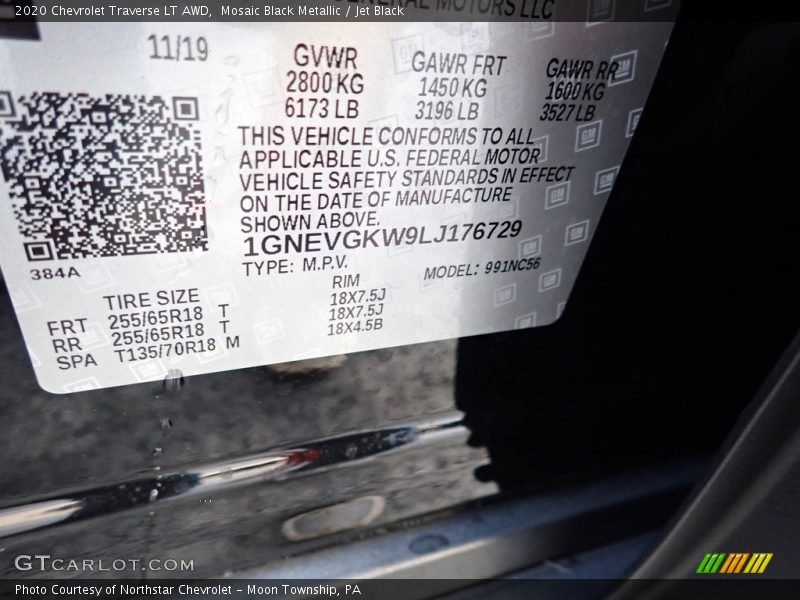 2020 Chevrolet Traverse LT AWD,  Mosaic Black Metallic / Jet Black
GENERAL MOTORS LLC
11/19
GVWR
2800 KG
6173 LB
GAWR FRT
1450 KG
3196 LB
GAWR RR
1600 KG
3527 LB
THIS VEHICLE CONFORMS TO ALL
APPLICABLE U.S. FEDERAL MOTOR
VEHICLE SAFETY STANDARDS IN EFFECT
ON THE DATE OF MANUFACTURE
SHOWN ABOVE.
1GNEVGKW9LJ176729
TYPE: M.P.V.
MODEL: 991NC56
384A
TIRE SIZE
RIM
FRT 255/65R18 T 18X7.5J
RR 255/65R18 T 18X7.5J
SPA T135/70R18 M 18X4.5B
GTCARLOT.COM
Photo Courtesy of Northstar Chevrolet - Moon Township, PA